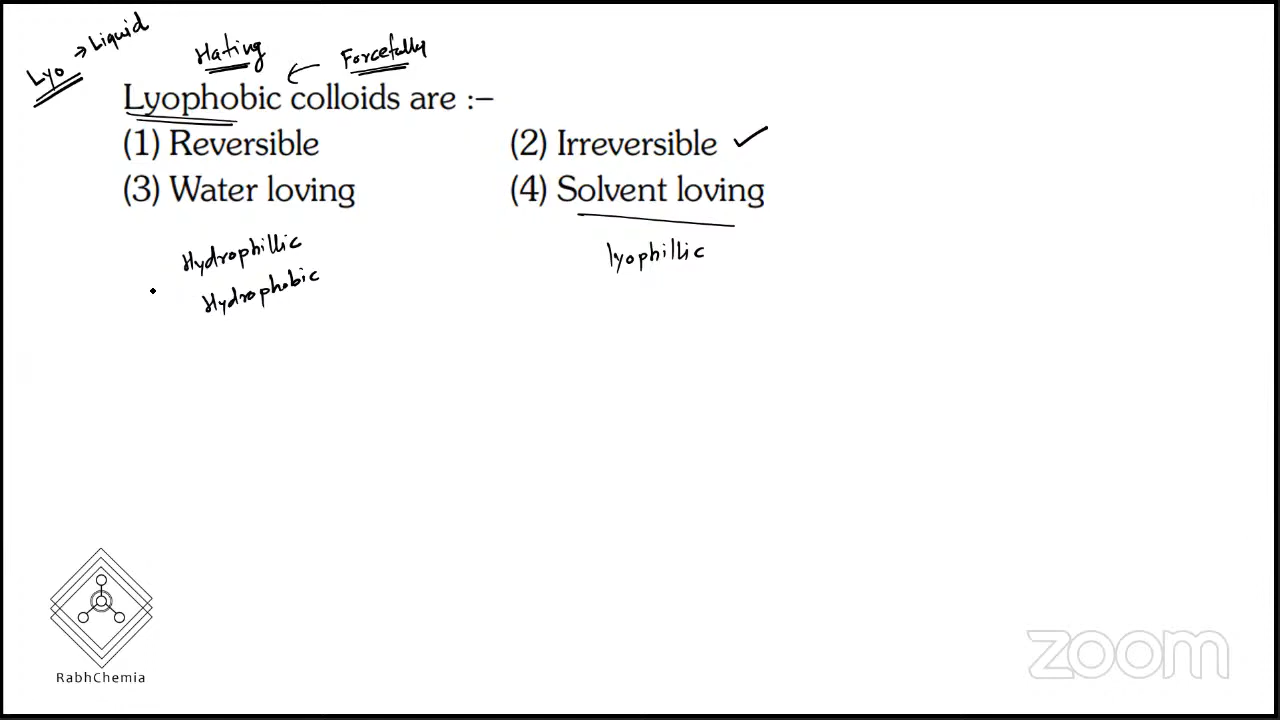 Lyo → Liquid
Hating ← Forcefully
Lyophobic colloids are :–
(1) Reversible (2) Irreversible ✓
(3) Water loving (4) Solvent loving
Hydrophillic lyophillic
Hydrophobic
RabhChemia
zoom